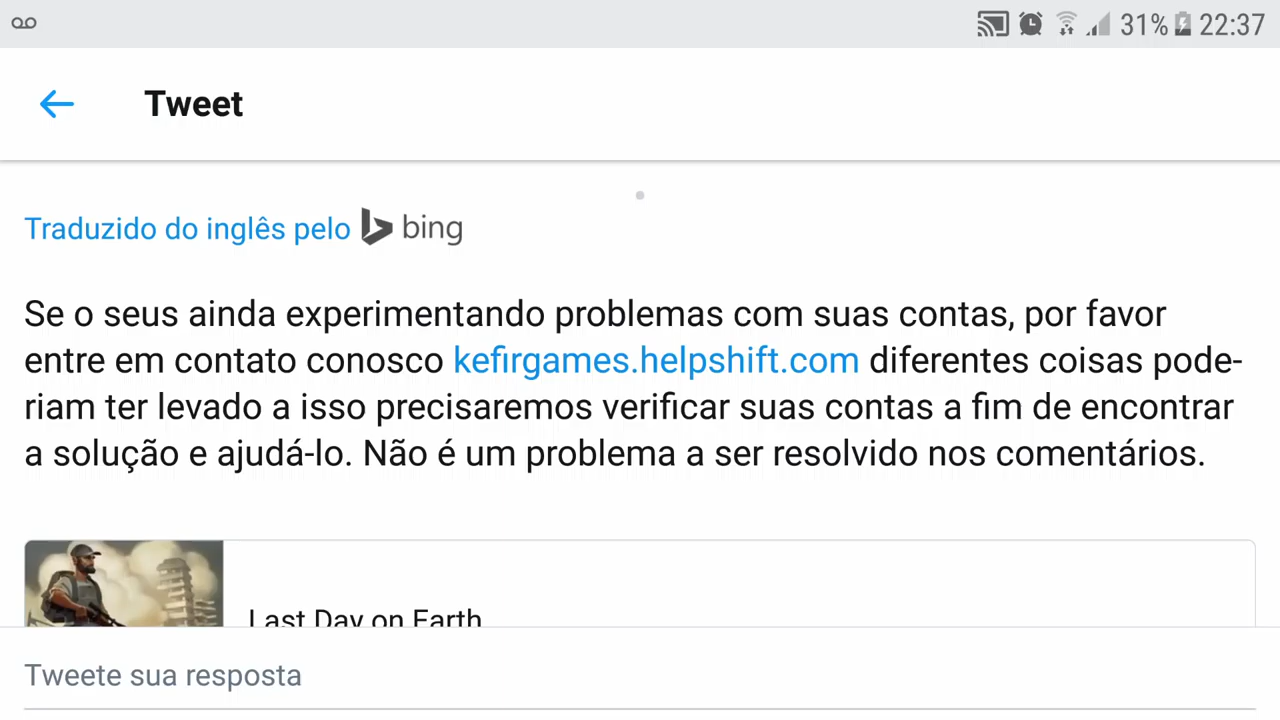 31% 22:37
Tweet
Traduzido do inglês pelo bing
Se o seus ainda experimentando problemas com suas contas, por favor
entre em contato conosco kefirgames.helpshift.com diferentes coisas pode-
riam ter levado a isso precisaremos verificar suas contas a fim de encontrar
a solução e ajudá-lo. Não é um problema a ser resolvido nos comentários.
Last Day on Earth
Tweete sua resposta